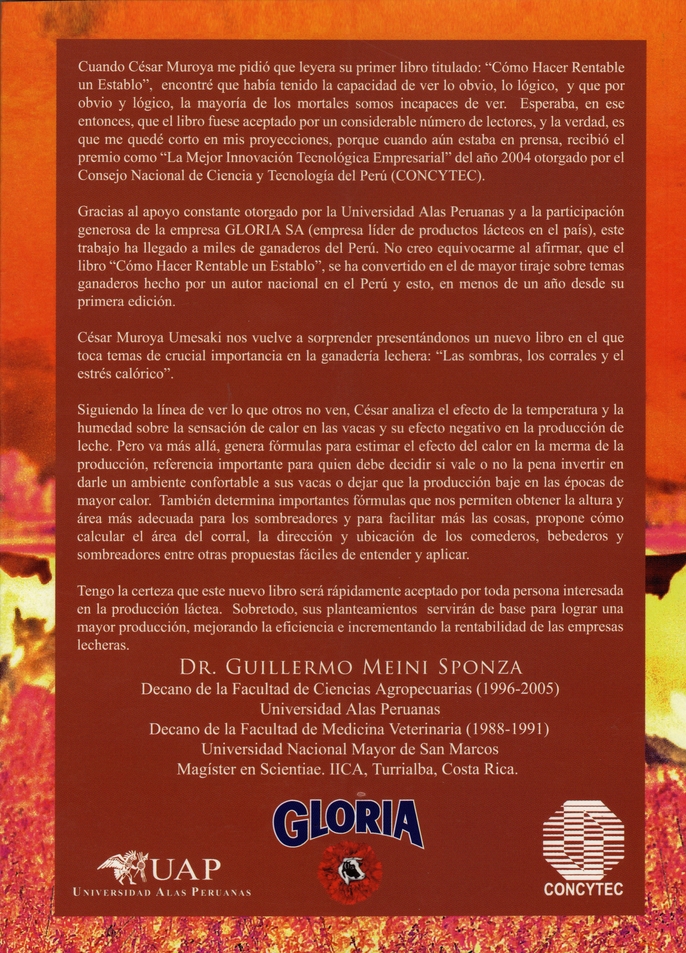 Cuando César Muroya me pidió que leyera su primer libro titulado: “Cómo Hacer Rentable
un Establo”, encontré que había tenido la capacidad de ver lo obvio, lo lógico, y que por
obvio y lógico, la mayoría de los mortales somos incapaces de ver. Esperaba, en ese
entonces, que el libro fuese aceptado por un considerable número de lectores, y la verdad, es
que me quedé corto en mis proyecciones, porque cuando aún estaba en prensa, recibió el
premio como “La Mejor Innovación Tecnológica Empresarial” del año 2004 otorgado por el
Consejo Nacional de Ciencia y Tecnología del Perú (CONCYTEC).
Gracias al apoyo constante otorgado por la Universidad Alas Peruanas y a la participación
generosa de la empresa GLORIA SA (empresa líder de productos lácteos en el país), este
trabajo ha llegado a miles de ganaderos del Perú. No creo equivocarme al afirmar, que el
libro “Cómo Hacer Rentable un Establo”, se ha convertido en el de mayor tiraje sobre temas
ganaderos hecho por un autor nacional en el Perú y esto, en menos de un año desde su
primera edición.
César Muroya Umesaki nos vuelve a sorprender presentándonos un nuevo libro en el que
toca temas de crucial importancia en la ganadería lechera: “Las sombras, los corrales y el
estrés calórico”.
Siguiendo la línea de ver lo que otros no ven, César analiza el efecto de la temperatura y la
humedad sobre la sensación de calor en las vacas y su efecto negativo en la producción de
leche. Pero va más allá, genera fórmulas para estimar el efecto del calor en la merma de la
producción, referencia importante para quien debe decidir si vale o no la pena invertir en
darle un ambiente confortable a sus vacas o dejar que la producción baje en las épocas de
mayor calor. También determina importantes fórmulas que nos permiten obtener la altura y
área más adecuada para los sombreadores y para facilitar más las cosas, propone cómo
calcular el área del corral, la dirección y ubicación de los comederos, bebederos y
sombreadores entre otras propuestas fáciles de entender y aplicar.
Tengo la certeza que este nuevo libro será rápidamente aceptado por toda persona interesada
en la producción láctea. Sobretodo, sus planteamientos servirán de base para lograr una
mayor producción, mejorando la eficiencia e incrementando la rentabilidad de las empresas
lecheras.
DR. GUILLERMO MEINI SPONZA
Decano de la Facultad de Ciencias Agropecuarias (1996-2005)
Universidad Alas Peruanas
Decano de la Facultad de Medicina Veterinaria (1988-1991)
Universidad Nacional Mayor de San Marcos
Magíster en Scientiae. IICA, Turrialba, Costa Rica.
GLORIA
UAP
UNIVERSIDAD ALAS PERUANAS
CONCYTEC